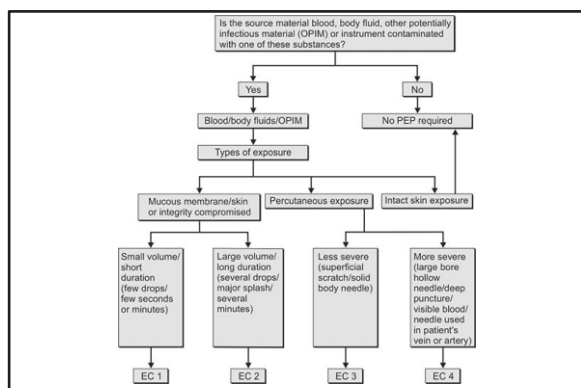 Is the source material blood, body fluid, other potentially
infectious material (OPIM) or instrument contaminated
with one of these substances?
Yes
No
Blood/body fluids/OPIM
No PEP required
Types of exposure
Mucous membrane/skin
or integrity compromised
Percutaneous exposure
Intact skin exposure
Small volume/
short
duration
(few drops/
few seconds
or minutes)
Large volume/
long duration
(several drops/
major splash/
several
minutes)
Less severe
(superficial
scratch/solid
body needle)
More severe
(large bore
hollow
needle/deep
puncture/
visible blood/
needle used
in patient's
vein or artery)
EC 1
EC 2
EC 3
EC 4